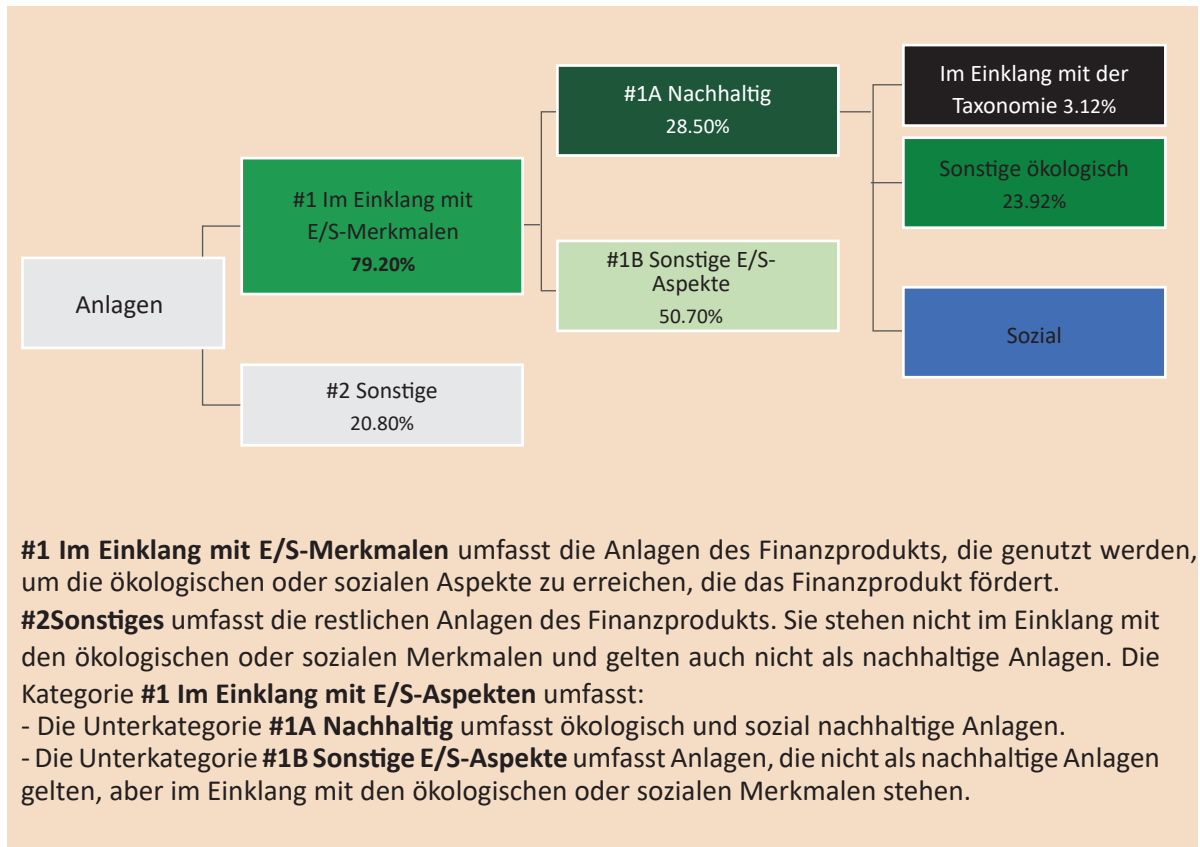 Anlagen
#1 Im Einklang mit
E/S-Merkmalen
79.20%
#2 Sonstige
20.80%
#1A Nachhaltig
28.50%
#1B Sonstige E/S-
Aspekte
50.70%
Im Einklang mit der
Taxonomie 3.12%
Sonstige ökologisch
23.92%
Sozial
#1 Im Einklang mit E/S-Merkmalen umfasst die Anlagen des Finanzprodukts, die genutzt werden,
um die ökologischen oder sozialen Aspekte zu erreichen, die das Finanzprodukt fördert.
#2Sonstiges umfasst die restlichen Anlagen des Finanzprodukts. Sie stehen nicht im Einklang mit
den ökologischen oder sozialen Merkmalen und gelten auch nicht als nachhaltige Anlagen. Die
Kategorie #1 Im Einklang mit E/S-Aspekten umfasst:
- Die Unterkategorie #1A Nachhaltig umfasst ökologisch und sozial nachhaltige Anlagen.
- Die Unterkategorie #1B Sonstige E/S-Aspekte umfasst Anlagen, die nicht als nachhaltige Anlagen
gelten, aber im Einklang mit den ökologischen oder sozialen Merkmalen stehen.